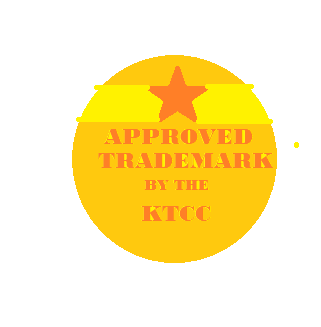 APPROVED
TRADEMARK
BY THE
KTCC